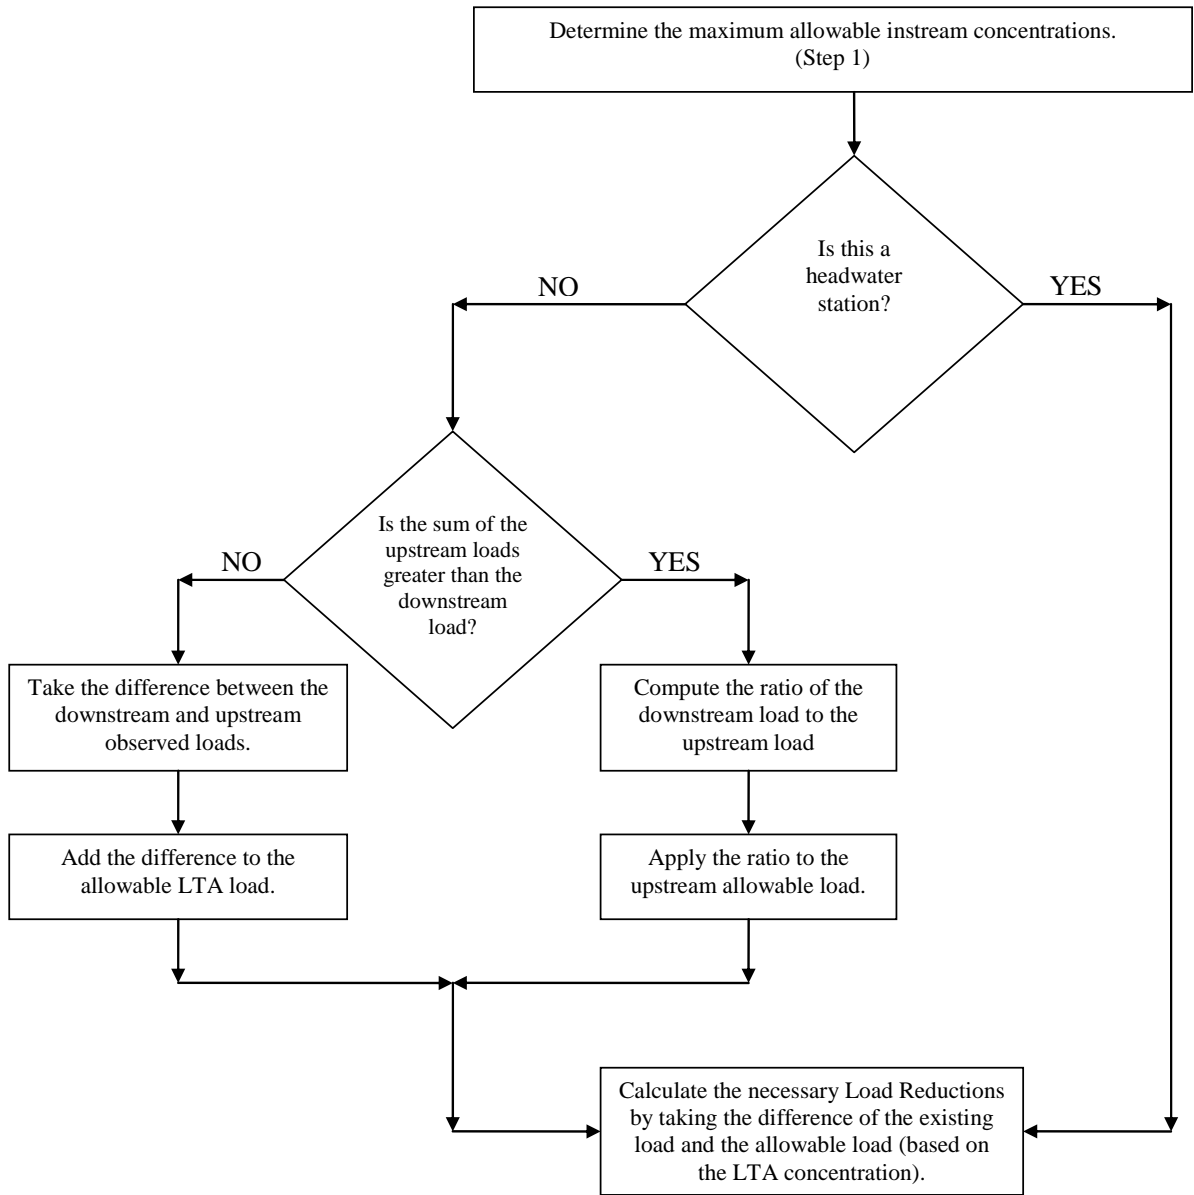 Determine the maximum allowable instream concentrations.
(Step 1)
Is this a
headwater
station?
NO
YES
Is the sum of the
upstream loads
greater than the
downstream
load?
NO
YES
Take the difference between the
downstream and upstream
observed loads.
Compute the ratio of the
downstream load to the
upstream load
Add the difference to the
allowable LTA load.
Apply the ratio to the
upstream allowable load.
Calculate the necessary Load Reductions
by taking the difference of the existing
load and the allowable load (based on
the LTA concentration).